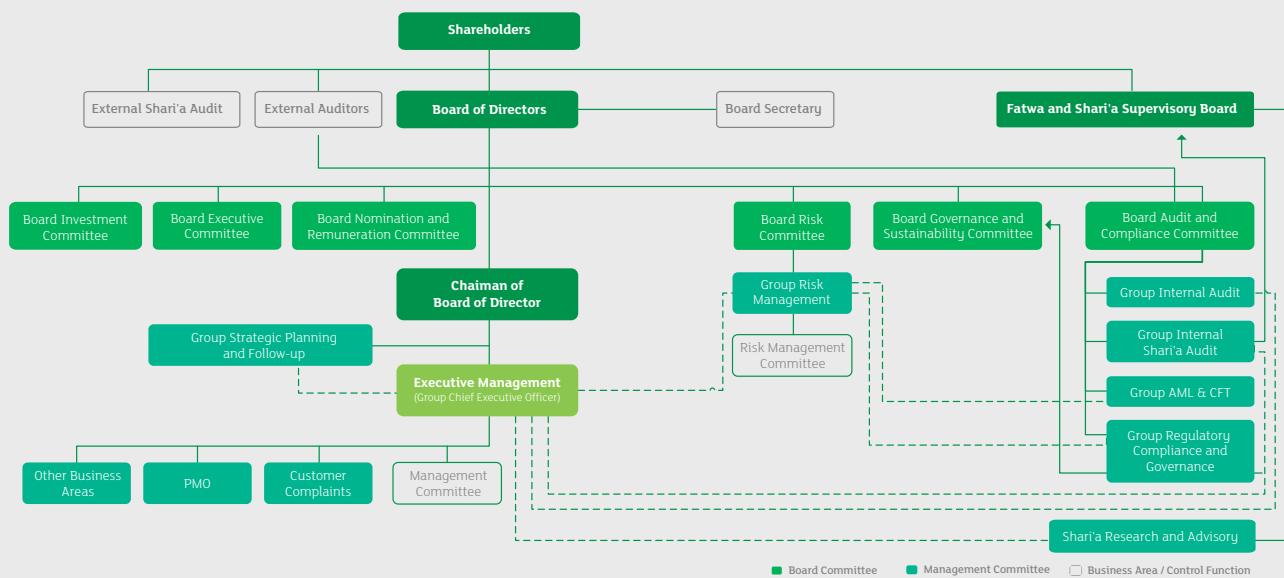 Shareholders
External Shari'a Audit
External Auditors
Board of Directors
Board Secretary
Fatwa and Shari'a Supervisory Board
Board Investment
Committee
Board Executive
Committee
Board Nomination and
Remuneration Committee
Board Risk
Committee
Board Governance and
Sustainability Committee
Board Audit and
Compliance Committee
Chairman of
Board of Director
Group Risk
Management
Group Internal Audit
Group Strategic Planning
and Follow-up
Risk Management
Committee
Group Internal
Shari'a Audit
Executive Management
(Group Chief Executive Officer)
Group AML & CFT
Group Regulatory
Compliance and
Governance
Other Business
Areas
PMO
Customer
Complaints
Management
Committee
Shari'a Research and Advisory
Board Committee
Management Committee
Business Area / Control Function